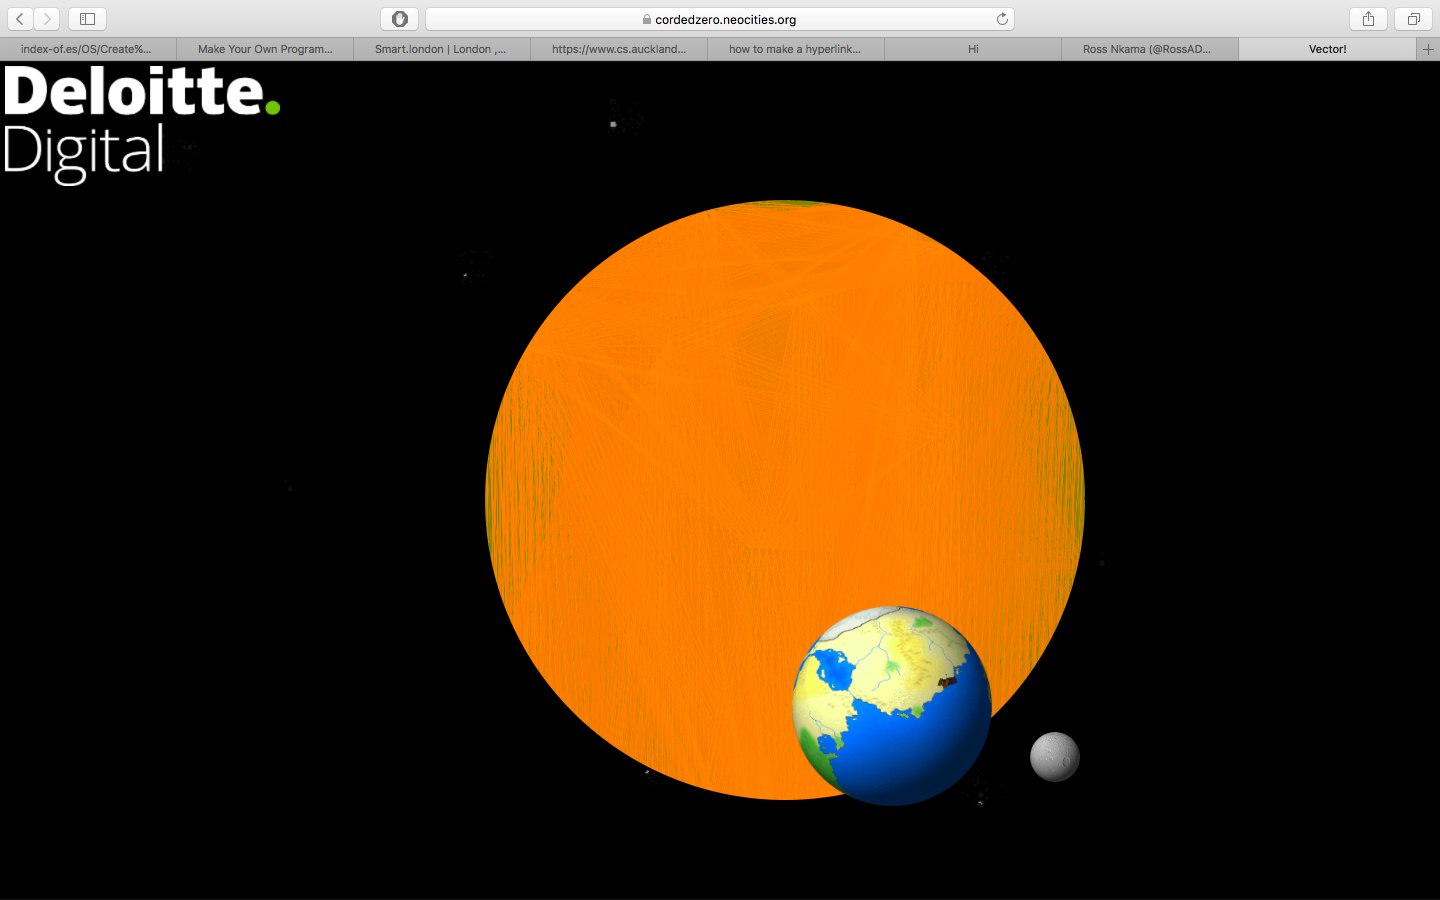 cordedzero.neocities.org
index-of.es/OS/Create%...
Make Your Own Program...
Smart.london | London ,...
https://www.cs.auckland...
how to make a hyperlink...
Hi
Ross Nkama (@RossAD...
Vector!
Deloitte.
Digital